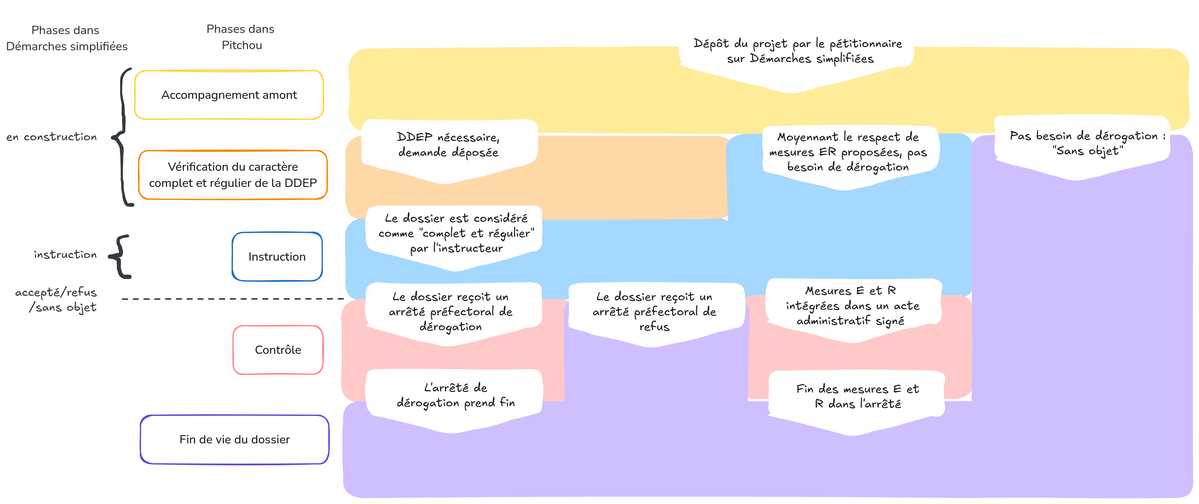 Phases dans
Démarches simplifiées
Phases dans
Pitchou
Dépôt du projet par le pétitionnaire
sur Démarches simplifiées
Accompagnement amont
en construction
DDEP nécessaire,
demande déposée
Moyennant le respect de
mesures ER proposées, pas
besoin de dérogation
Pas besoin de dérogation :
"Sans objet"
Vérification du caractère
complet et régulier de la DDEP
Le dossier est considéré
comme "complet et régulier"
par l'instructeur
instruction
Instruction
accepté/refus
/sans objet
Le dossier reçoit un
arrêté préfectoral de
dérogation
Le dossier reçoit un
arrêté préfectoral de
refus
Mesures E et R
intégrées dans un acte
administratif signé
Contrôle
L'arrêté de
dérogation prend fin
Fin des mesures E et
R dans l'arrêté
Fin de vie du dossier